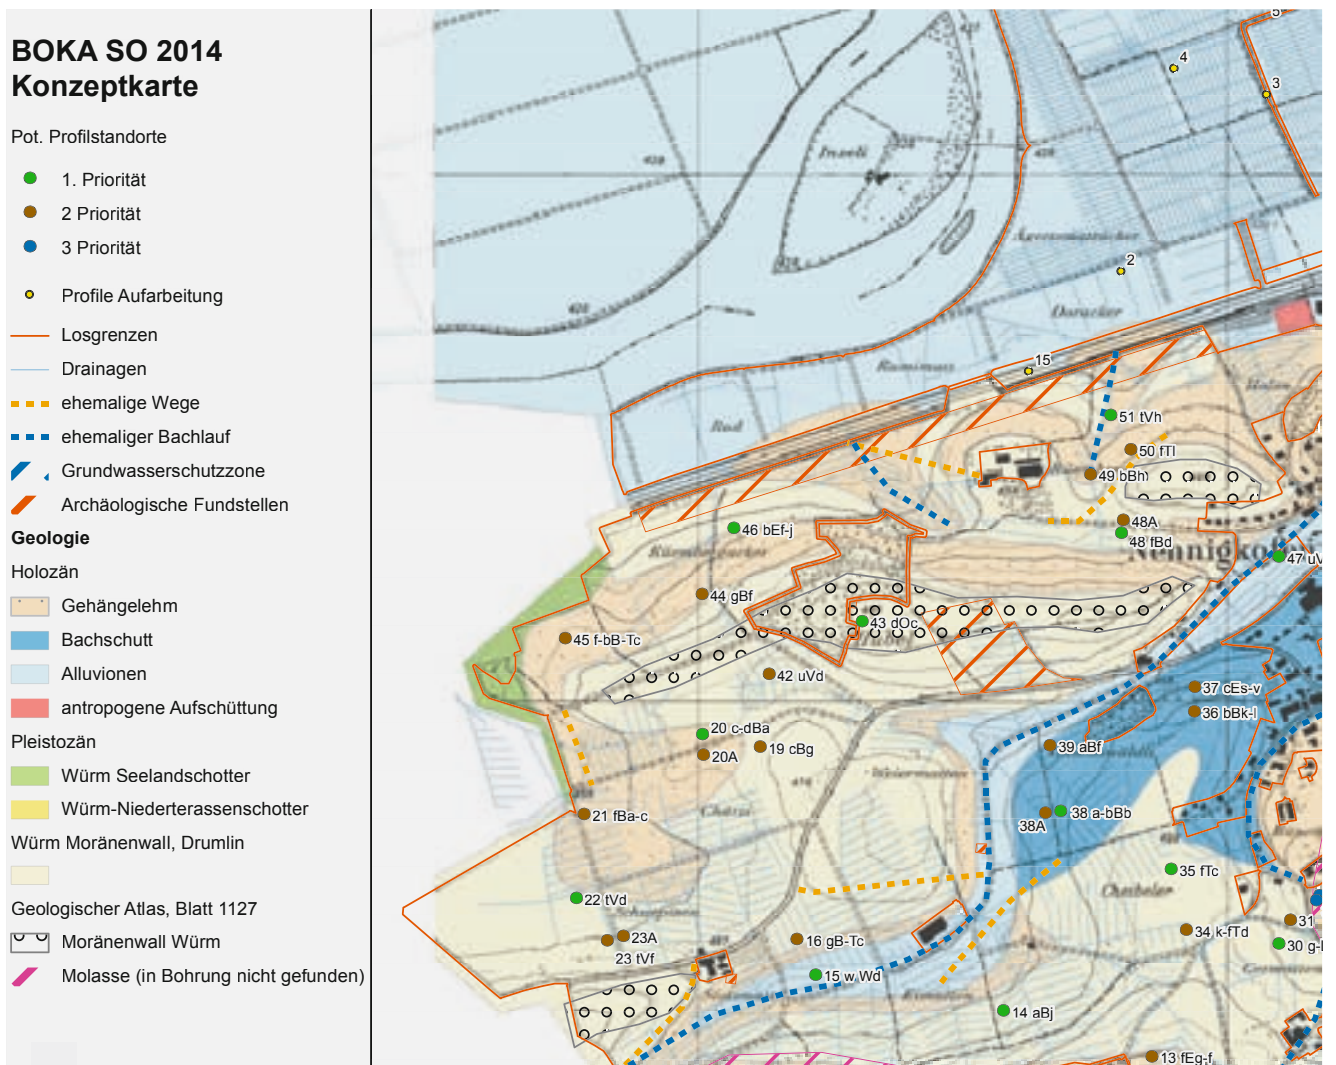 BOKA SO 2014
Konzeptkarte
Pot. Profilstandorte
1. Priorität
2 Priorität
3 Priorität
Profile Aufarbeitung
Losgrenzen
Drainagen
ehemalige Wege
ehemaliger Bachlauf
Grundwasserschutzzone
Archäologische Fundstellen
Geologie
Holozän
Gehängelehm
Bachschutt
Alluvionen
antropogene Aufschüttung
Pleistozän
Würm Seelandschotter
Würm-Niederterassenschotter
Würm Moränenwall, Drumlin
Geologischer Atlas, Blatt 1127
Moränenwall Würm
Molasse (in Bohrung nicht gefunden)
5
4
3
Inseli
2
15
Rad
51 tVh
50 fTl
49 bBh
48A
48 fBd
46 bEf-j
47 uV
44 gBf
43 dOc
45 f-bB-Tc
42 uVd
37 cEs-v
36 bBk-l
20 c-dBa
19 cBg
39 aBf
20A
21 fBa-c
38 a-bBb
38A
35 fTc
22 tVd
31
23A
16 gB-Tc
34 k-fTd
23 tVf
30 g-
15 w Wd
14 aBj
13 fEg-f